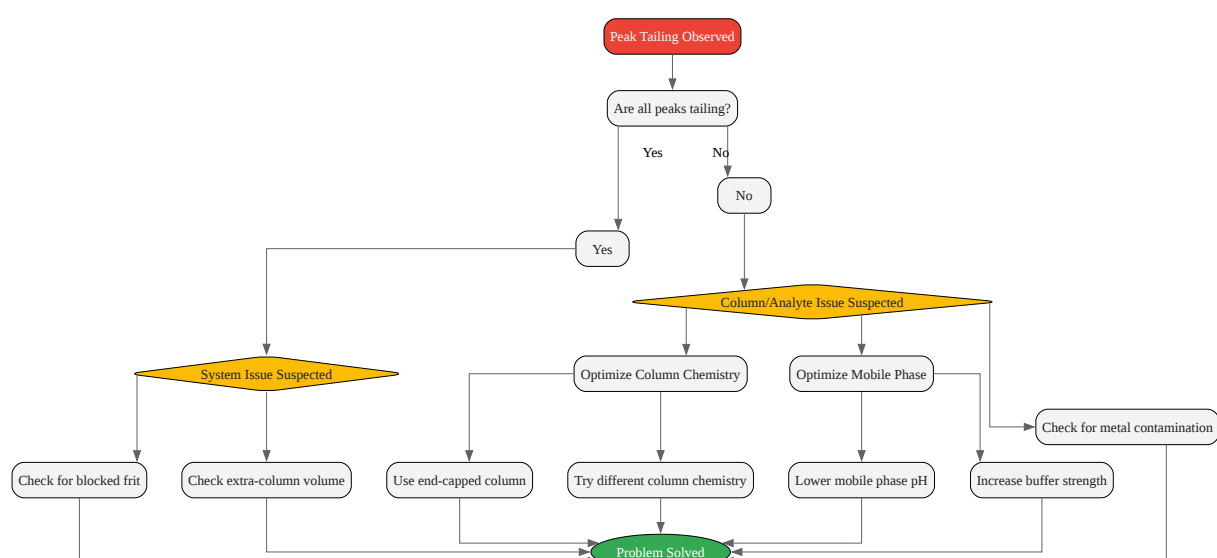 Peak Tailing Observed
Are all peaks tailing?
Yes
No
No
Yes
Column/Analyte Issue Suspected
System Issue Suspected
Optimize Column Chemistry
Optimize Mobile Phase
Check for metal contamination
Check for blocked frit
Check extra-column volume
Use end-capped column
Try different column chemistry
Lower mobile phase pH
Increase buffer strength
Problem Solved